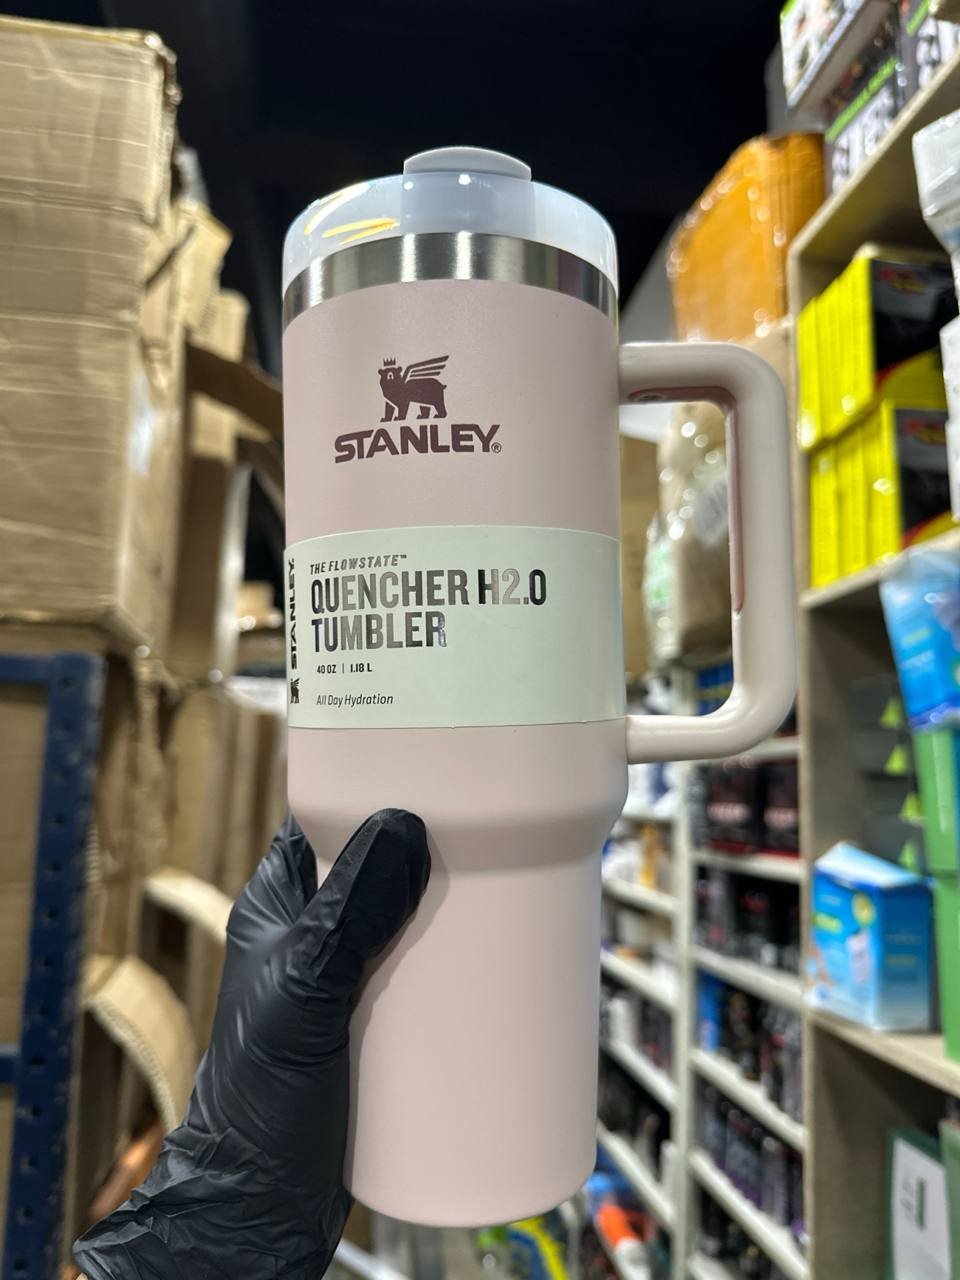 STANLEY®
THE FLOWSTATE™
QUENCHER H2.0
TUMBLER
40 OZ | 1.18 L
All Day Hydration
STANLEY